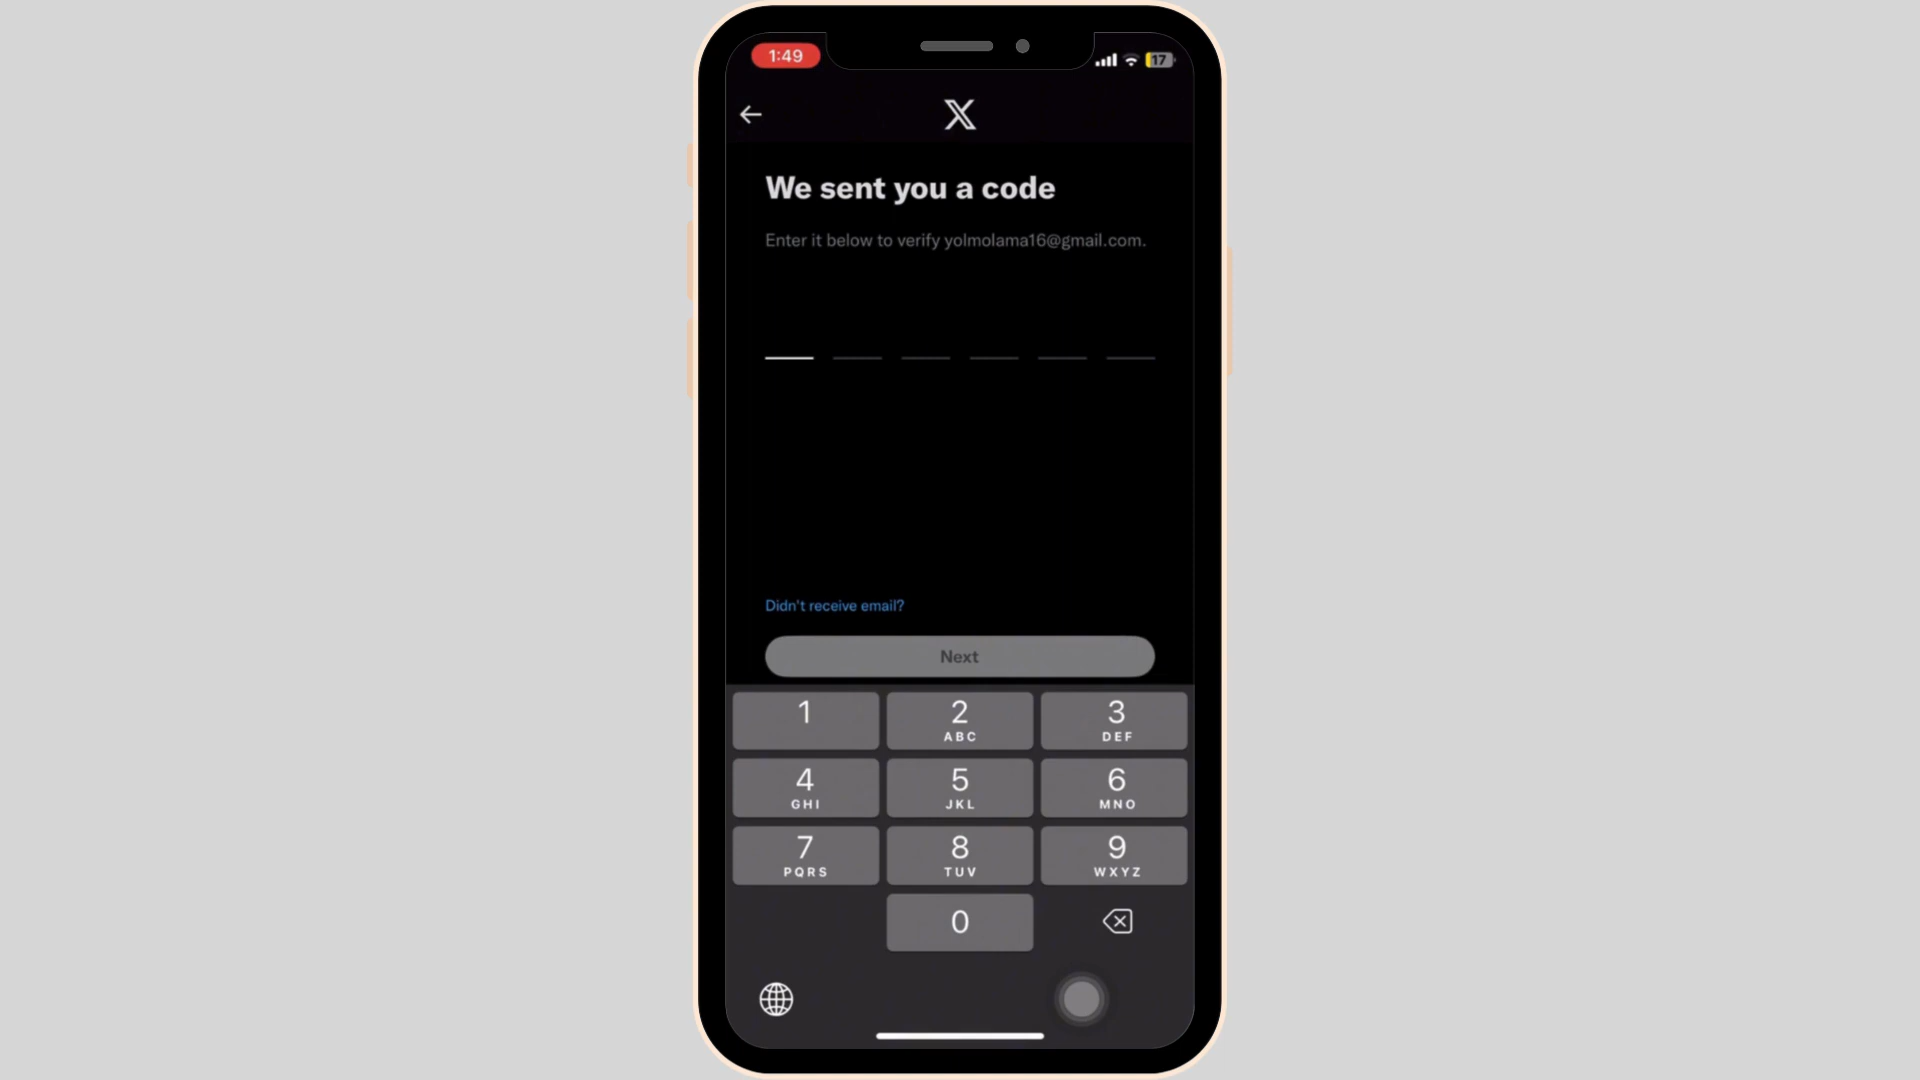 1:49
17
We sent you a code
Enter it below to verify yolmolama16@gmail.com.
Didn't receive email?
Next
1
2
ABC
3
DEF
4
GHI
5
JKL
6
MNO
7
PQRS
8
TUV
9
WXYZ
0